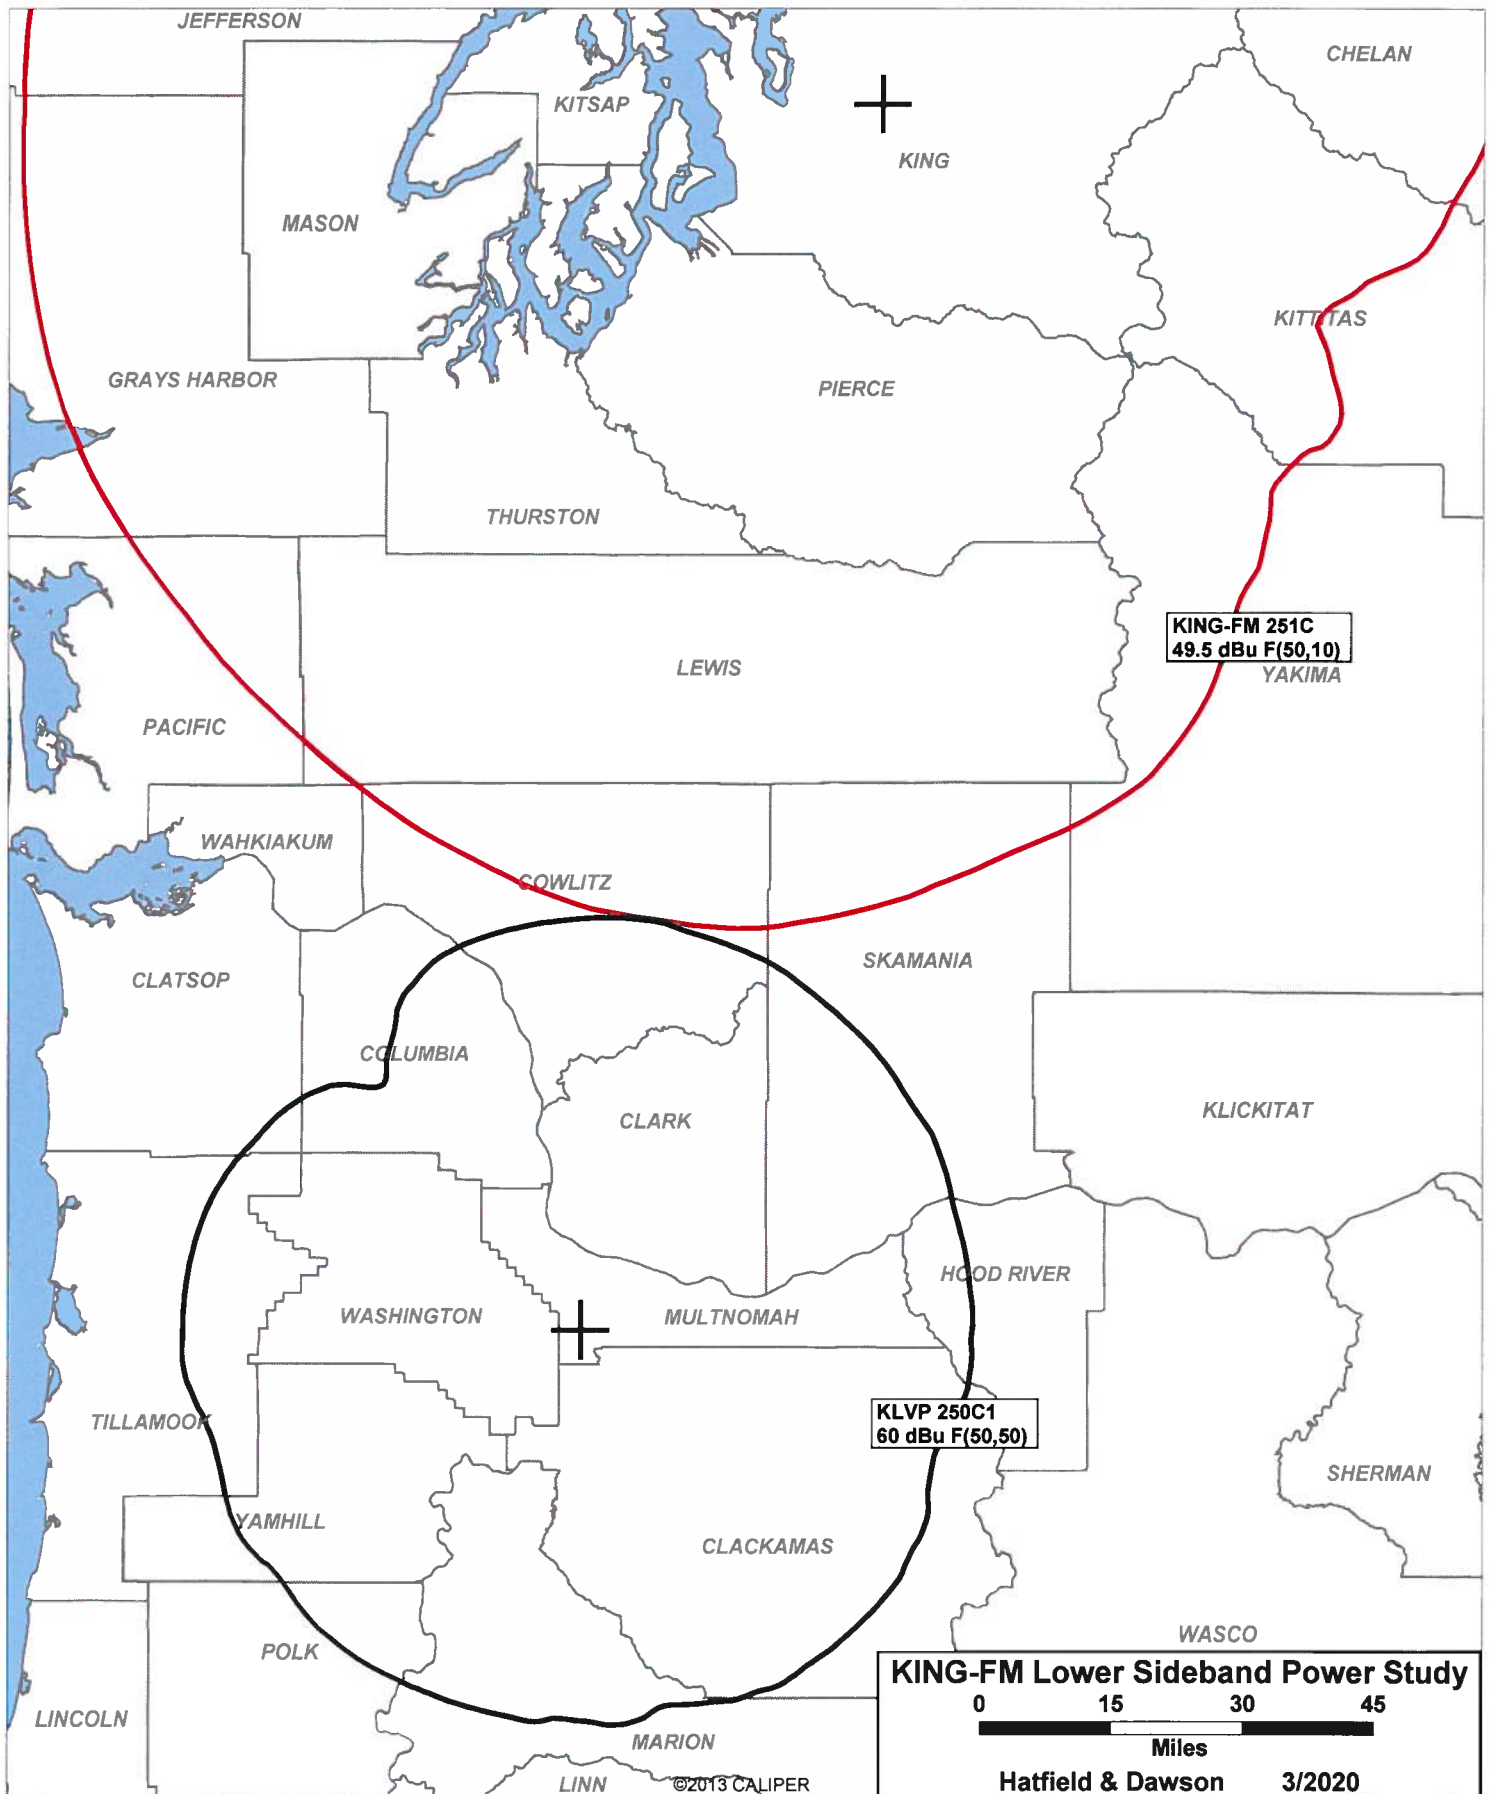 JEFFERSON
CHELAN
KITSAP
KING
MASON
KITTITAS
GRAYS HARBOR
PIERCE
THURSTON
KING-FM 251C
49.5 dBu F(50,10)
LEWIS
YAKIMA
PACIFIC
WAHKIAKUM
COWLITZ
SKAMANIA
CLATSOP
COLUMBIA
KLICKITAT
CLARK
HOOD RIVER
WASHINGTON
MULTNOMAH
KLVP 250C1
60 dBu F(50,50)
TILLAMOOK
SHERMAN
YAMHILL
CLACKAMAS
WASCO
POLK
KING-FM Lower Sideband Power Study
0 15 30 45
Miles
Hatfield & Dawson 3/2020
LINCOLN
MARION
LINN
©2013 CALIPER